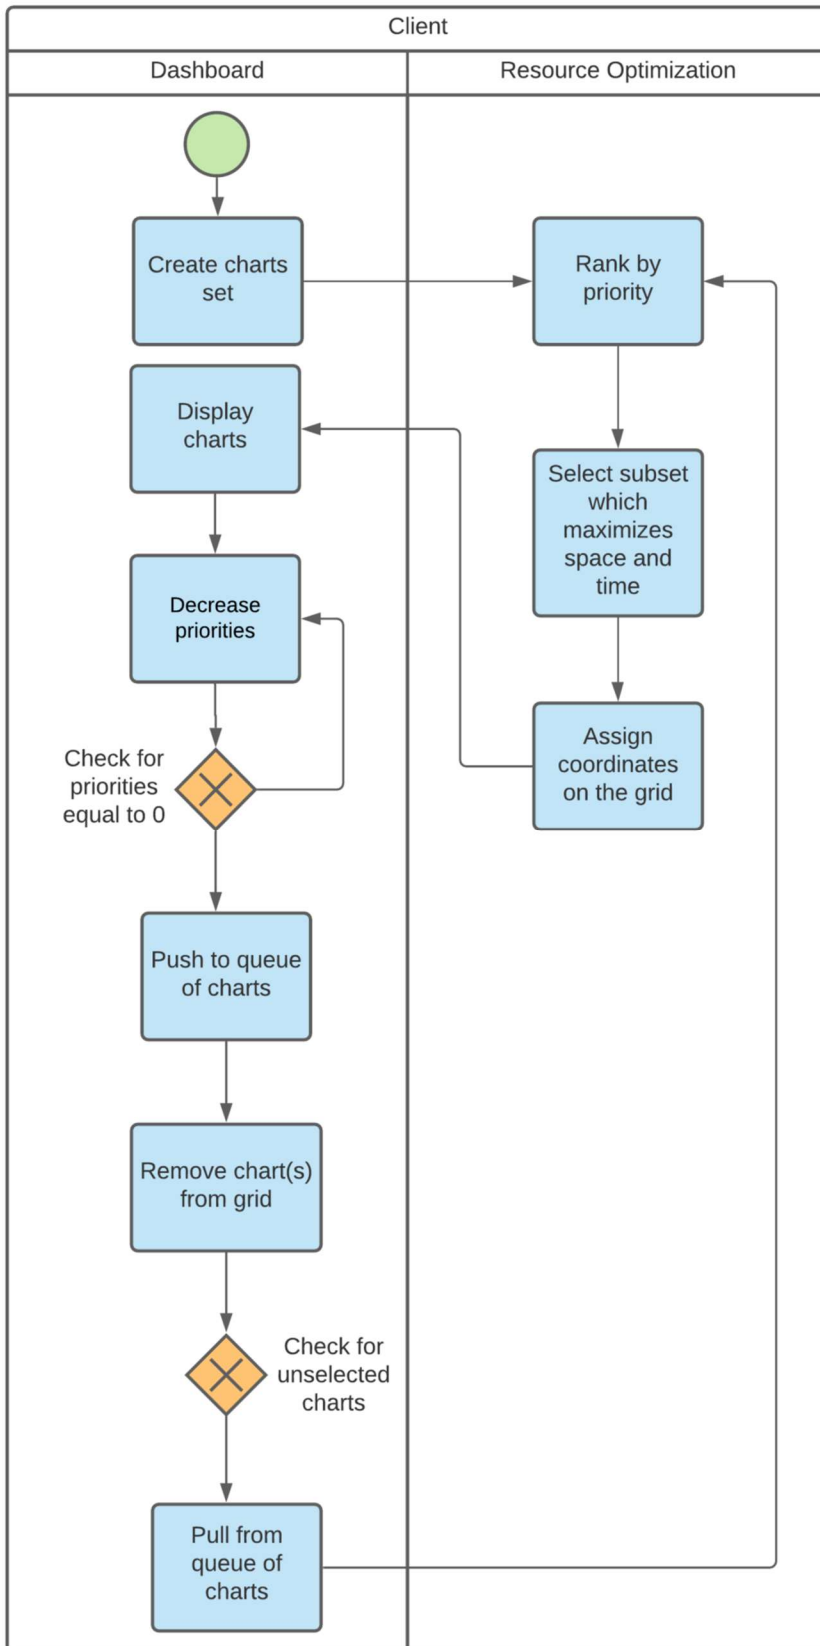 Client
Dashboard
Resource Optimization
Create charts
set
Rank by
priority
Display
charts
Select subset
which
maximizes
space and
time
Decrease
priorities
Assign
coordinates
on the grid
Check for
priorities
equal to 0
Push to queue
of charts
Remove chart(s)
from grid
Check for
unselected
charts
Pull from
queue of
charts